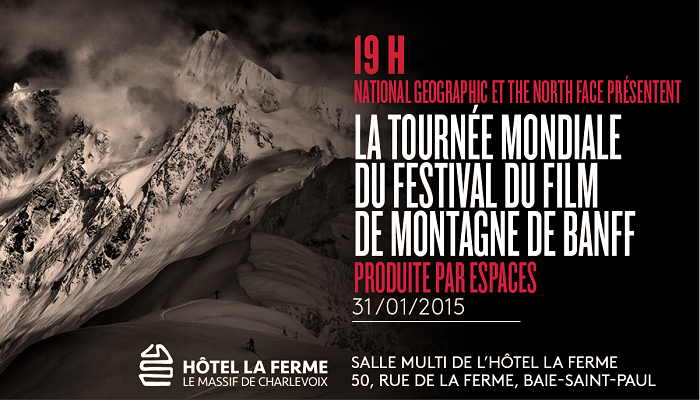 19 H
NATIONAL GEOGRAPHIC ET THE NORTH FACE PRÉSENTENT
LA TOURNÉE MONDIALE
DU FESTIVAL DU FILM
DE MONTAGNE DE BANFF
PRODUITE PAR ESPACES
31/01/2015
HÔTEL LA FERME
LE MASSIF DE CHARLEVOIX
SALLE MULTI DE L'HÔTEL LA FERME
50, RUE DE LA FERME, BAIE-SAINT-PAUL